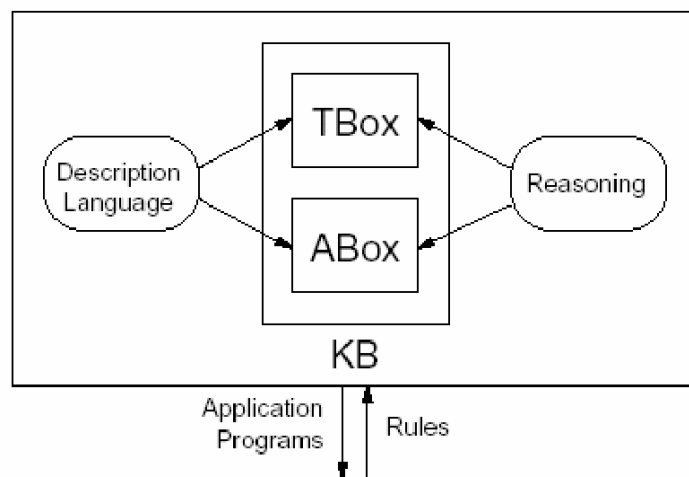 TBox
Description
Language
Reasoning
ABox
KB
Application
Programs
Rules